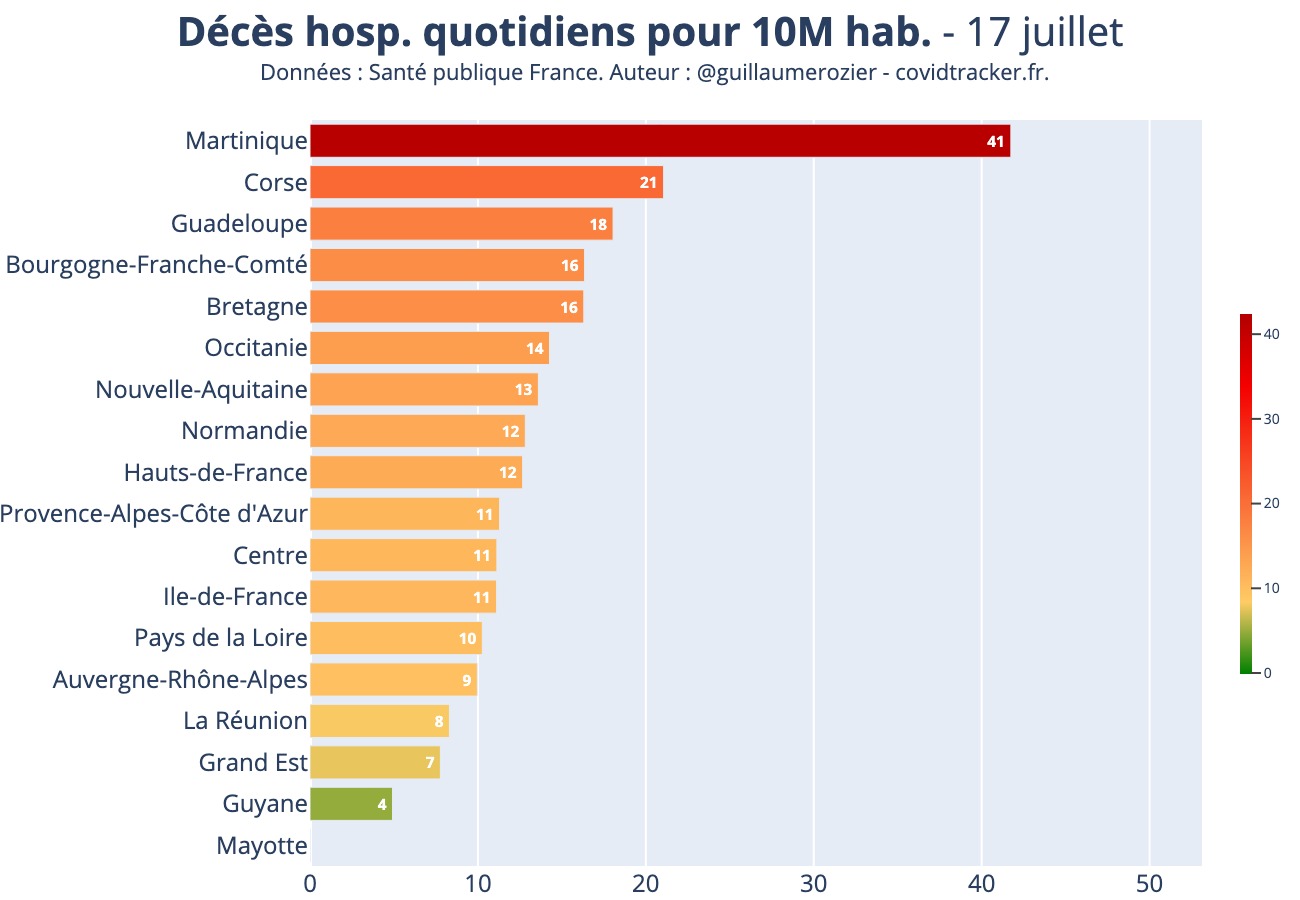 Décès hosp. quotidiens pour 10M hab. - 17 juillet
Données : Santé publique France. Auteur : @guillaumerozier - covidtracker.fr.
Martinique 41
Corse 21
Guadeloupe 18
Bourgogne-Franche-Comté 16
Bretagne 16
Occitanie 14
Nouvelle-Aquitaine 13
Normandie 12
Hauts-de-France 12
Provence-Alpes-Côte d'Azur 11
Centre 11
Ile-de-France 11
Pays de la Loire 10
Auvergne-Rhône-Alpes 9
La Réunion 8
Grand Est 7
Guyane 4
Mayotte
0 10 20 30 40 50
40
30
20
10
0